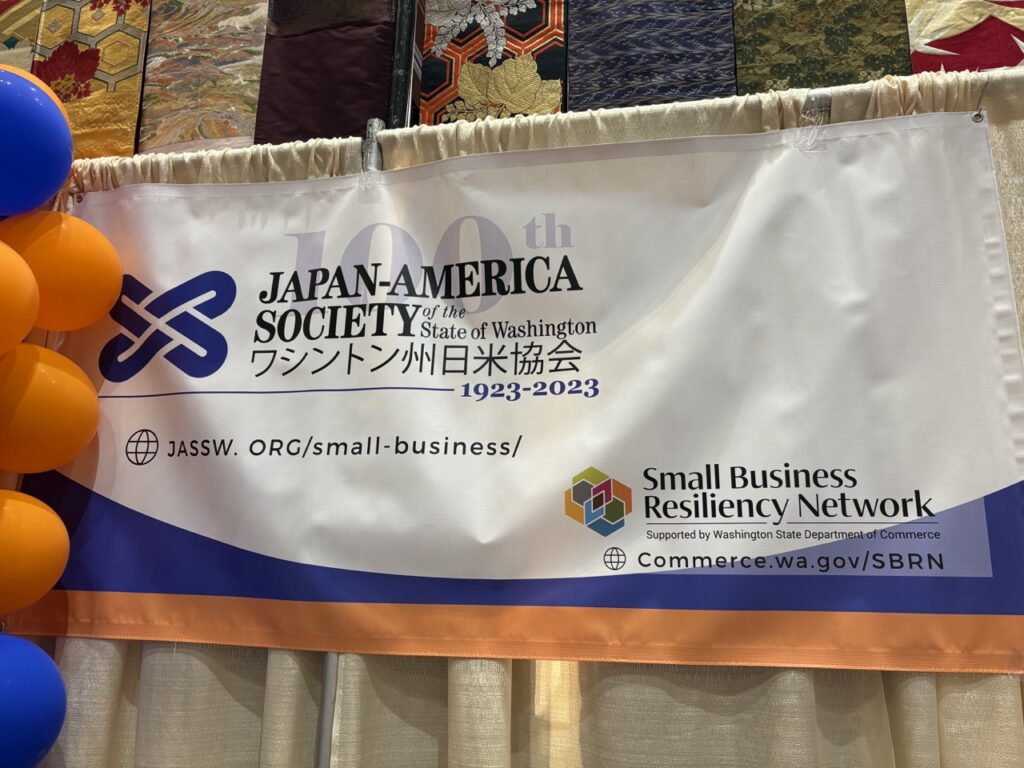 100th
JAPAN-AMERICA
SOCIETY of the State of Washington
ワシントン州日米協会
1923-2023
JASSW. ORG/small-business/
Small Business
Resiliency Network
Supported by Washington State Department of Commerce
Commerce.wa.gov/SBRN